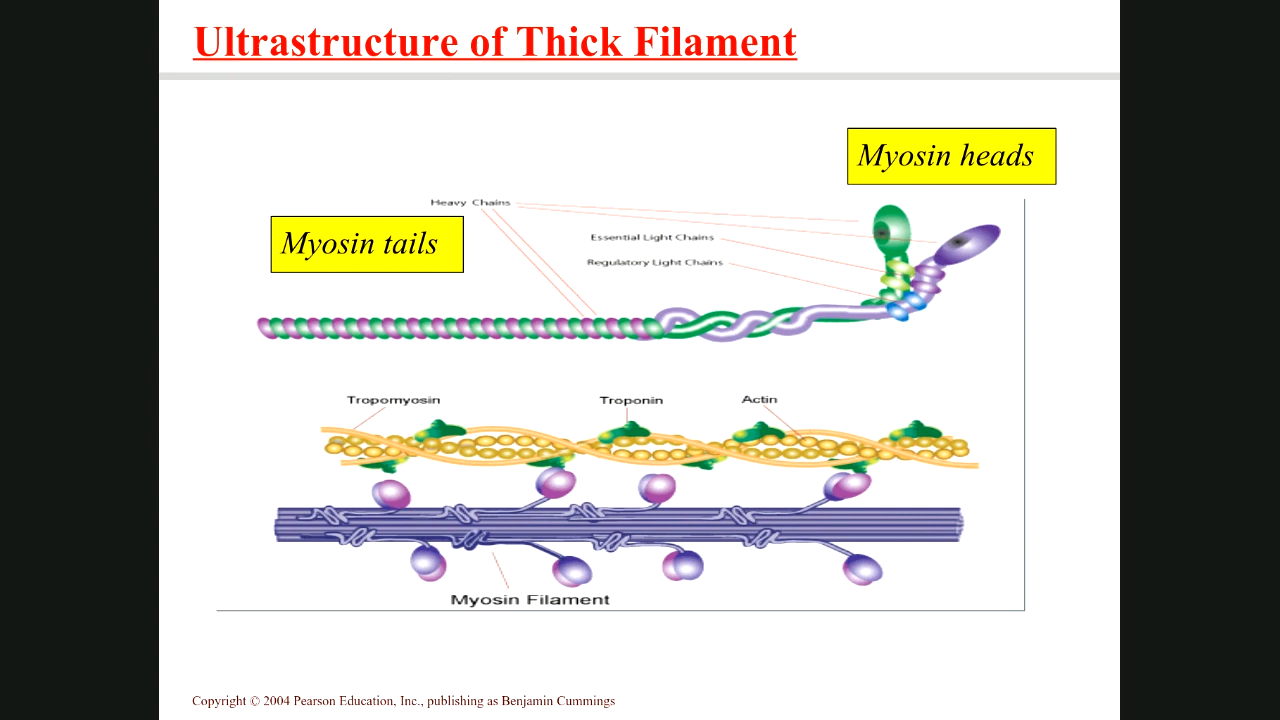 Ultrastructure of Thick Filament
Myosin heads
Heavy Chains
Myosin tails
Essential Light Chains
Regulatory Light Chains
Tropomyosin
Troponin
Actin
Myosin Filament
Copyright © 2004 Pearson Education, Inc., publishing as Benjamin Cummings